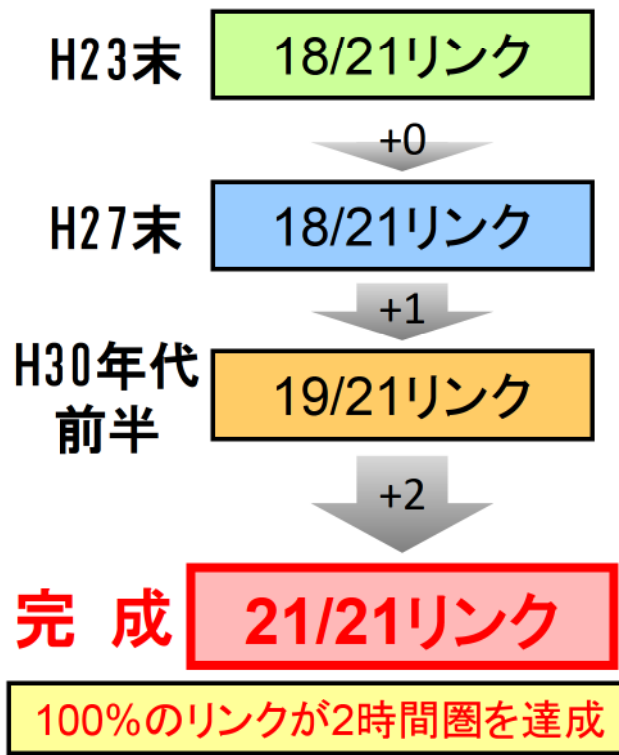 H23末 18/21リンク
+0
H27末 18/21リンク
+1
H30年代
前半
19/21リンク
+2
完成 21/21リンク
100%のリンクが2時間圏を達成